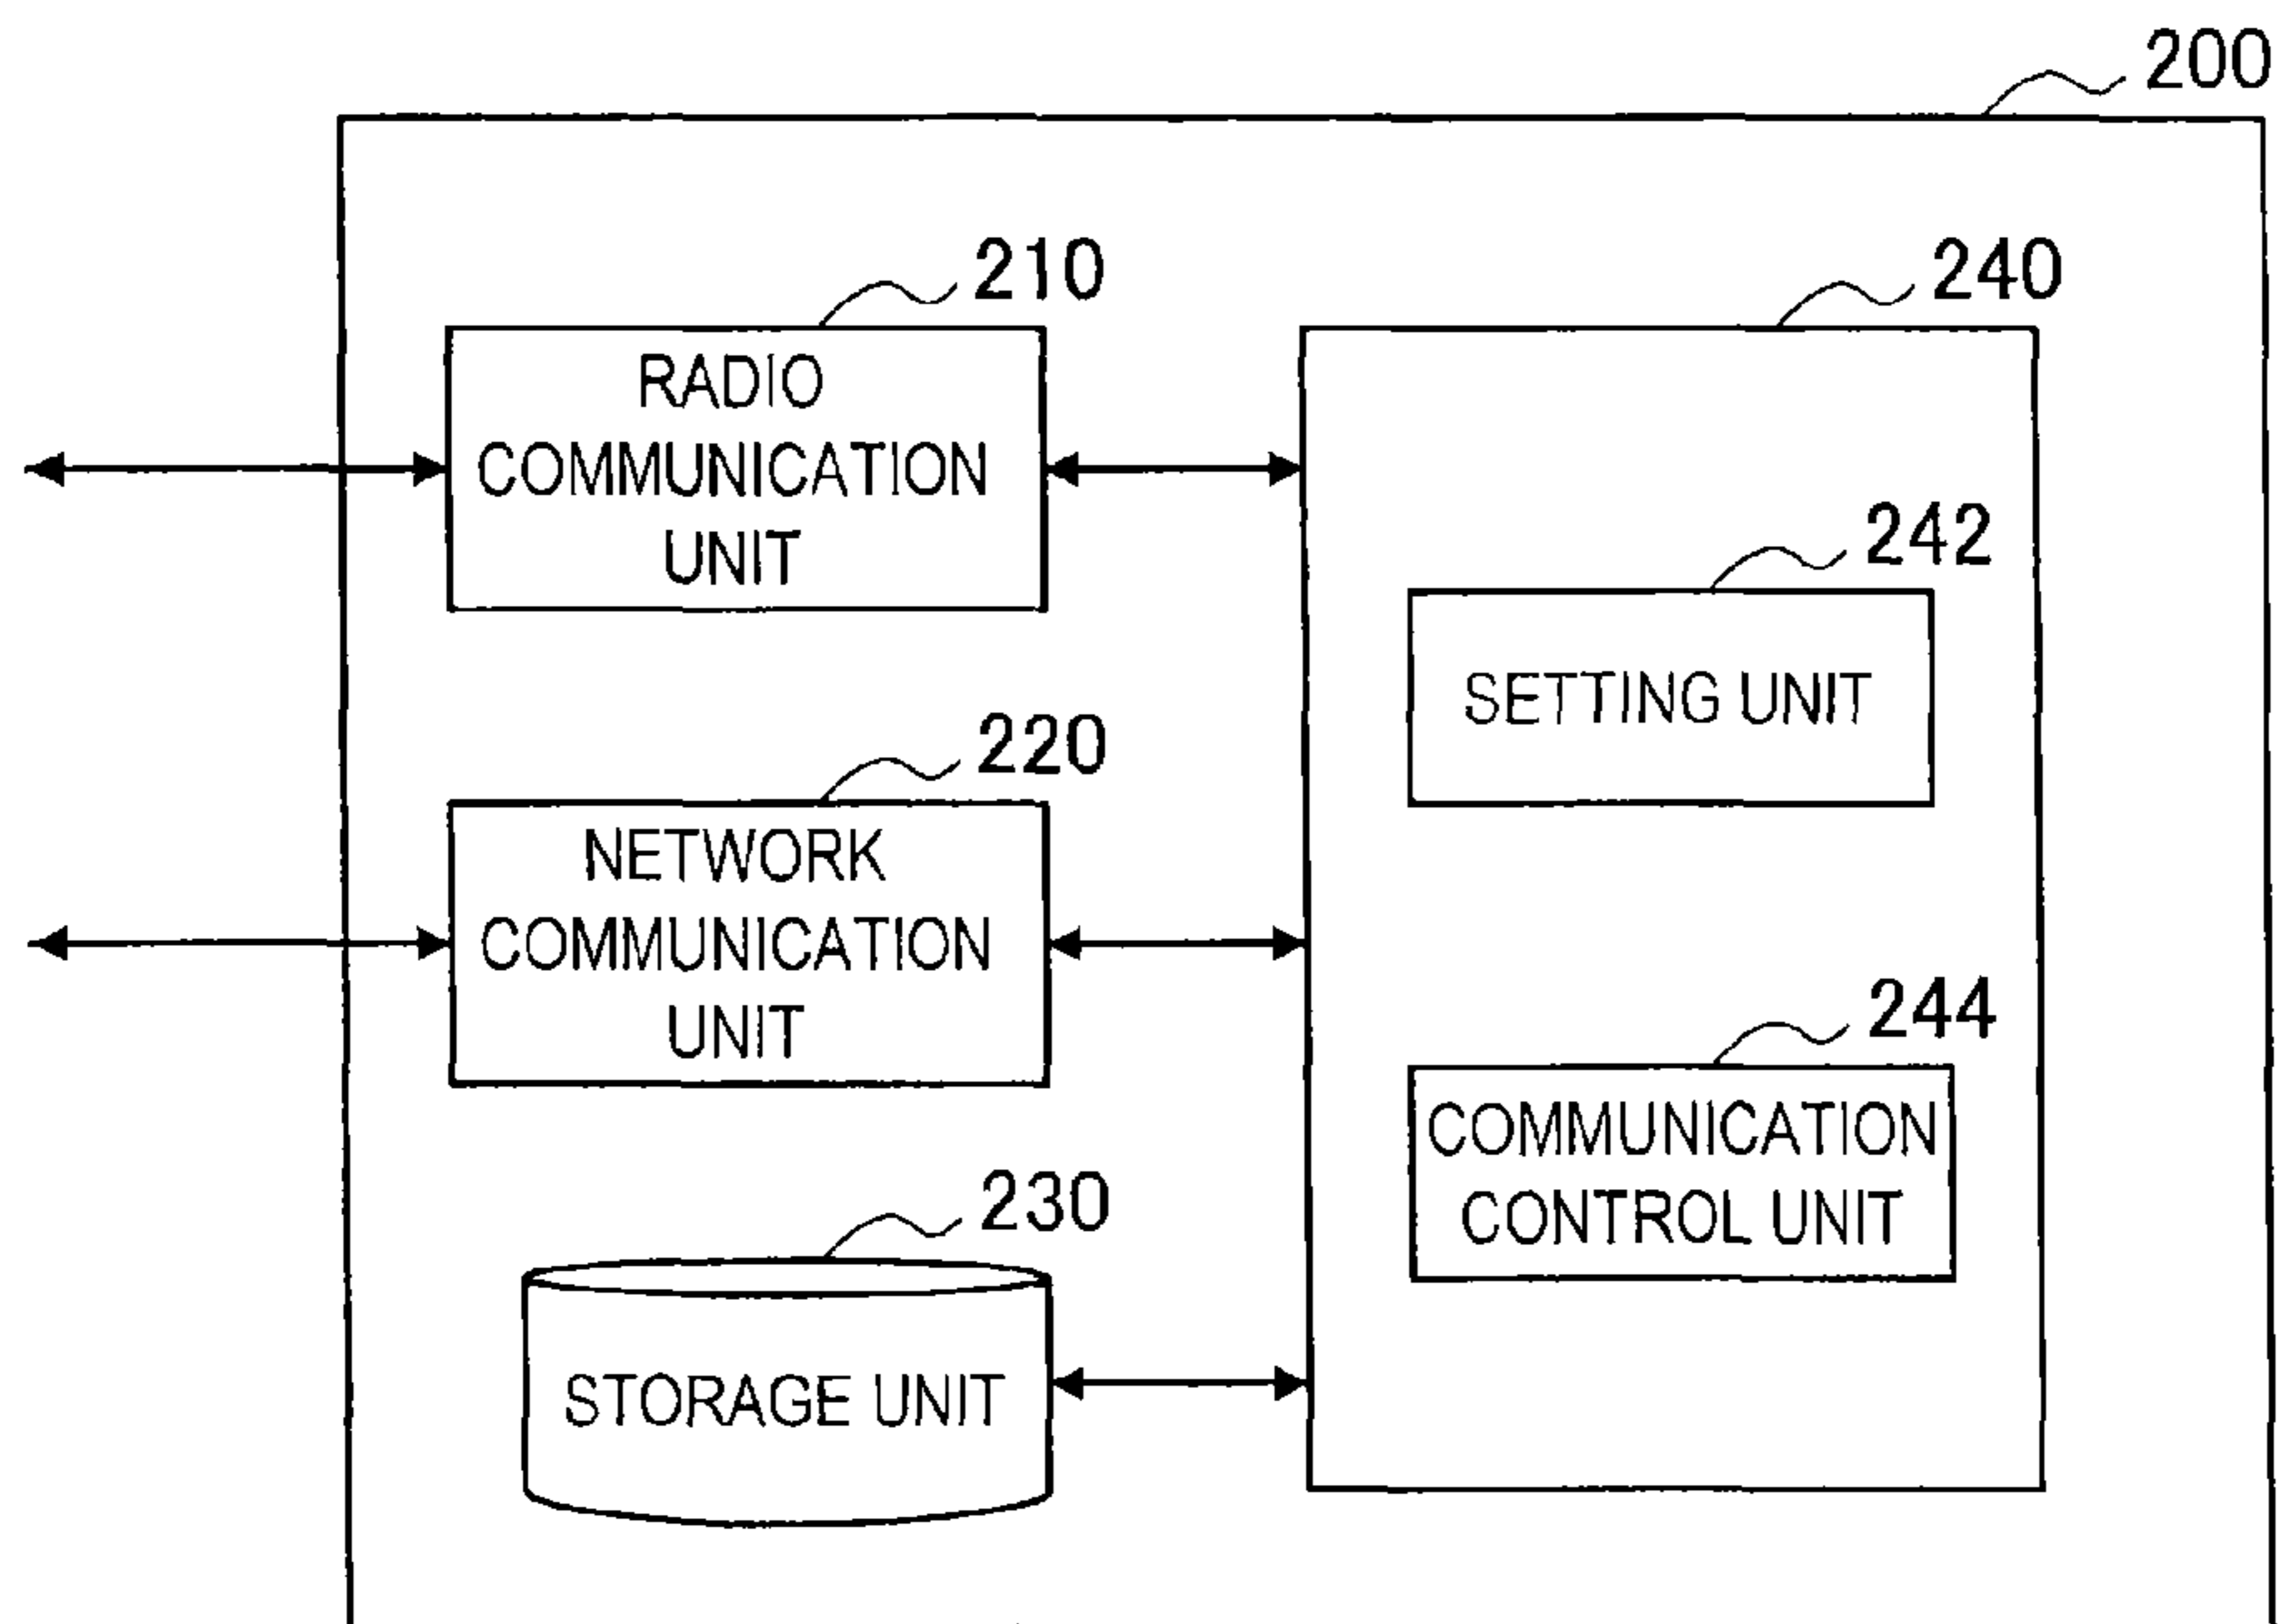 200
210
RADIO
COMMUNICATION
UNIT
240
242
SETTING UNIT
220
NETWORK
COMMUNICATION
UNIT
244
COMMUNICATION
CONTROL UNIT
230
STORAGE UNIT